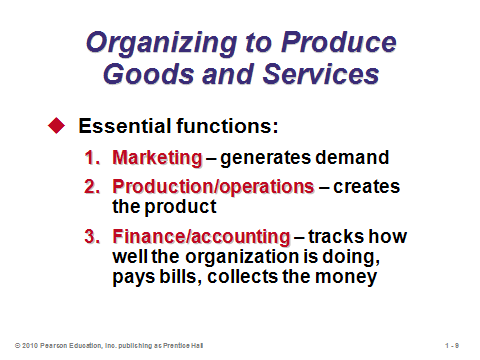 Organizing to Produce
Goods and Services
Essential functions:
1. Marketing – generates demand
2. Production/operations – creates
the product
3. Finance/accounting – tracks how
well the organization is doing,
pays bills, collects the money
© 2010 Pearson Education, Inc. publishing as Prentice Hall
1 - 9